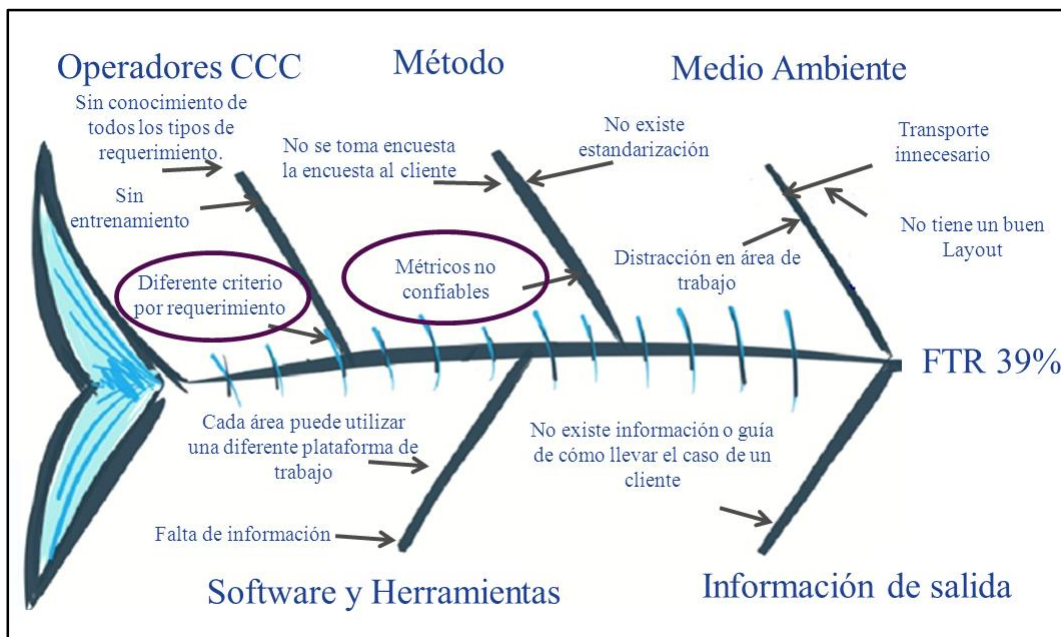 Operadores CCC
Sin conocimiento de
todos los tipos de
requerimiento.
Sin
entrenamiento
Diferente criterio
por requerimiento
Método
No se toma encuesta
la encuesta al cliente
No existe
estandarización
Métricos no
confiables
Medio Ambiente
Transporte
innecesario
No tiene un buen
Layout
Distracción en área de
trabajo
FTR 39%
Cada área puede utilizar
una diferente plataforma de
trabajo
Falta de información
Software y Herramientas
No existe información o guía
de cómo llevar el caso de un
cliente
Información de salida